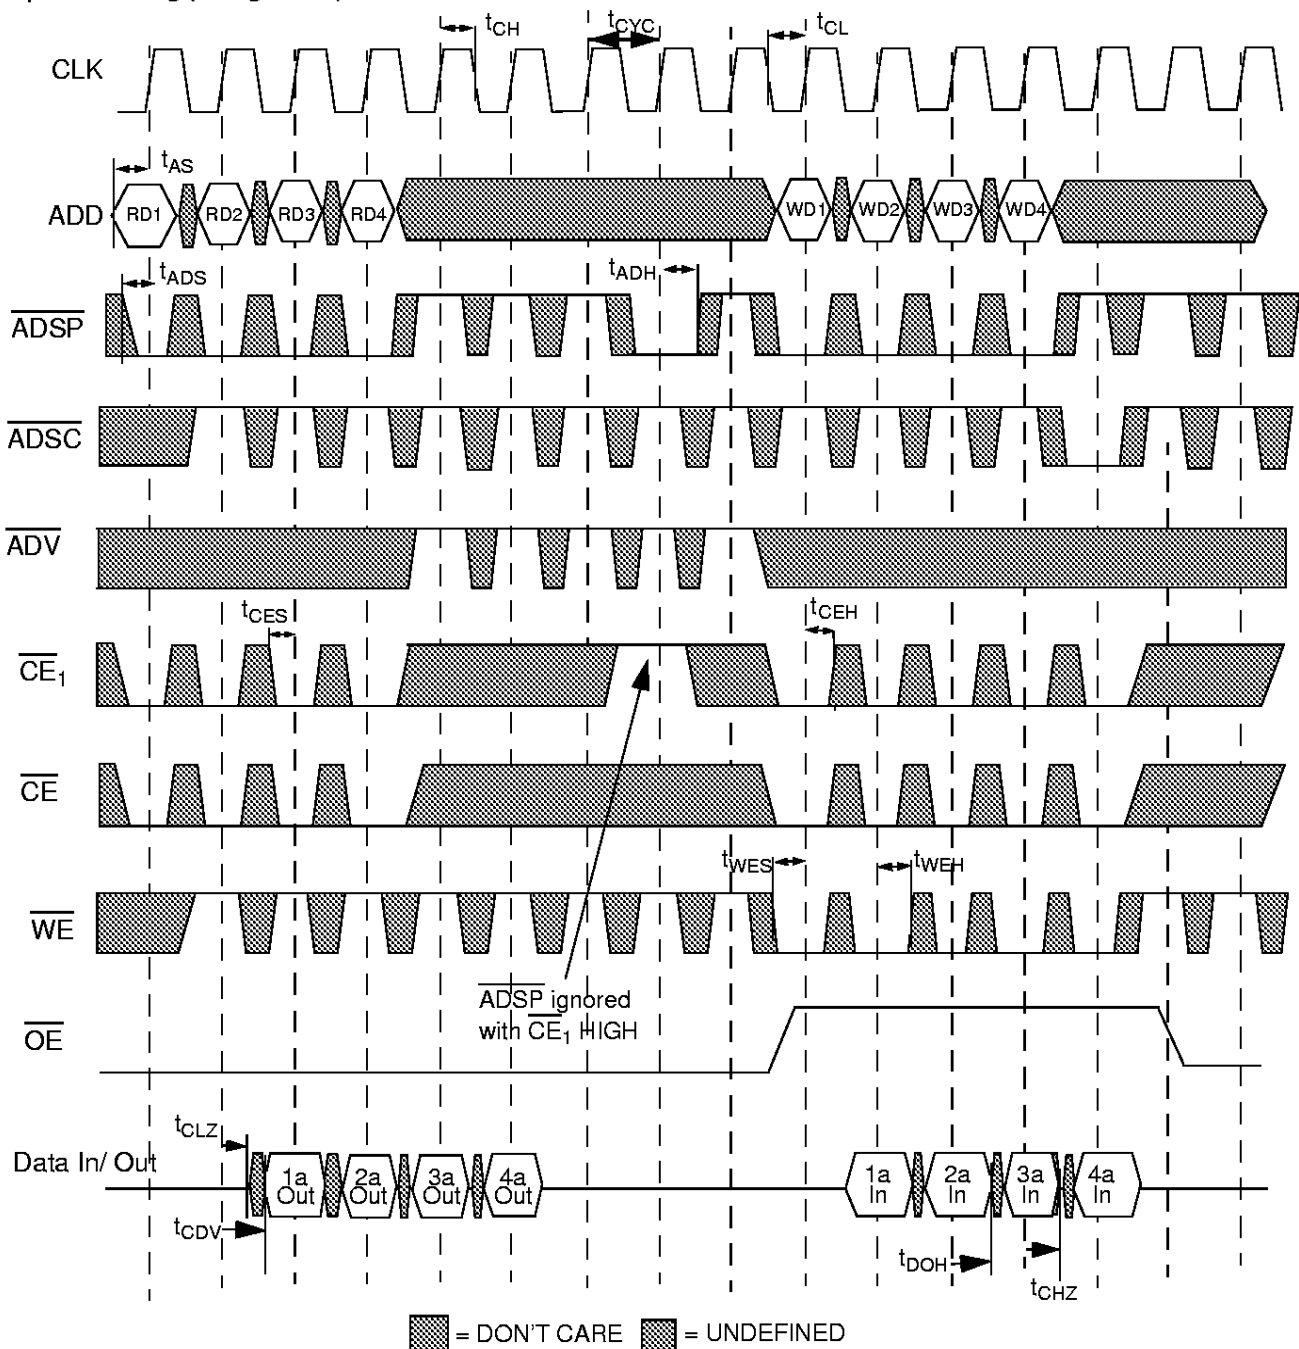 tCH
tCYC
tCL
CLK
tAS
ADD
RD1
RD2
RD3
RD4
WD1
WD2
WD3
WD4
tADS
tADH
ADSP
ADSC
ADV
tCES
tCEH
CE1
CE
tWES
tWEH
WE
ADSP ignored
with CE1 HIGH
OE
tCLZ
Data In/ Out
1a
Out
2a
Out
3a
Out
4a
Out
1a
In
2a
In
3a
In
4a
In
tCDV
tDOH
tCHZ
= DON'T CARE
= UNDEFINED